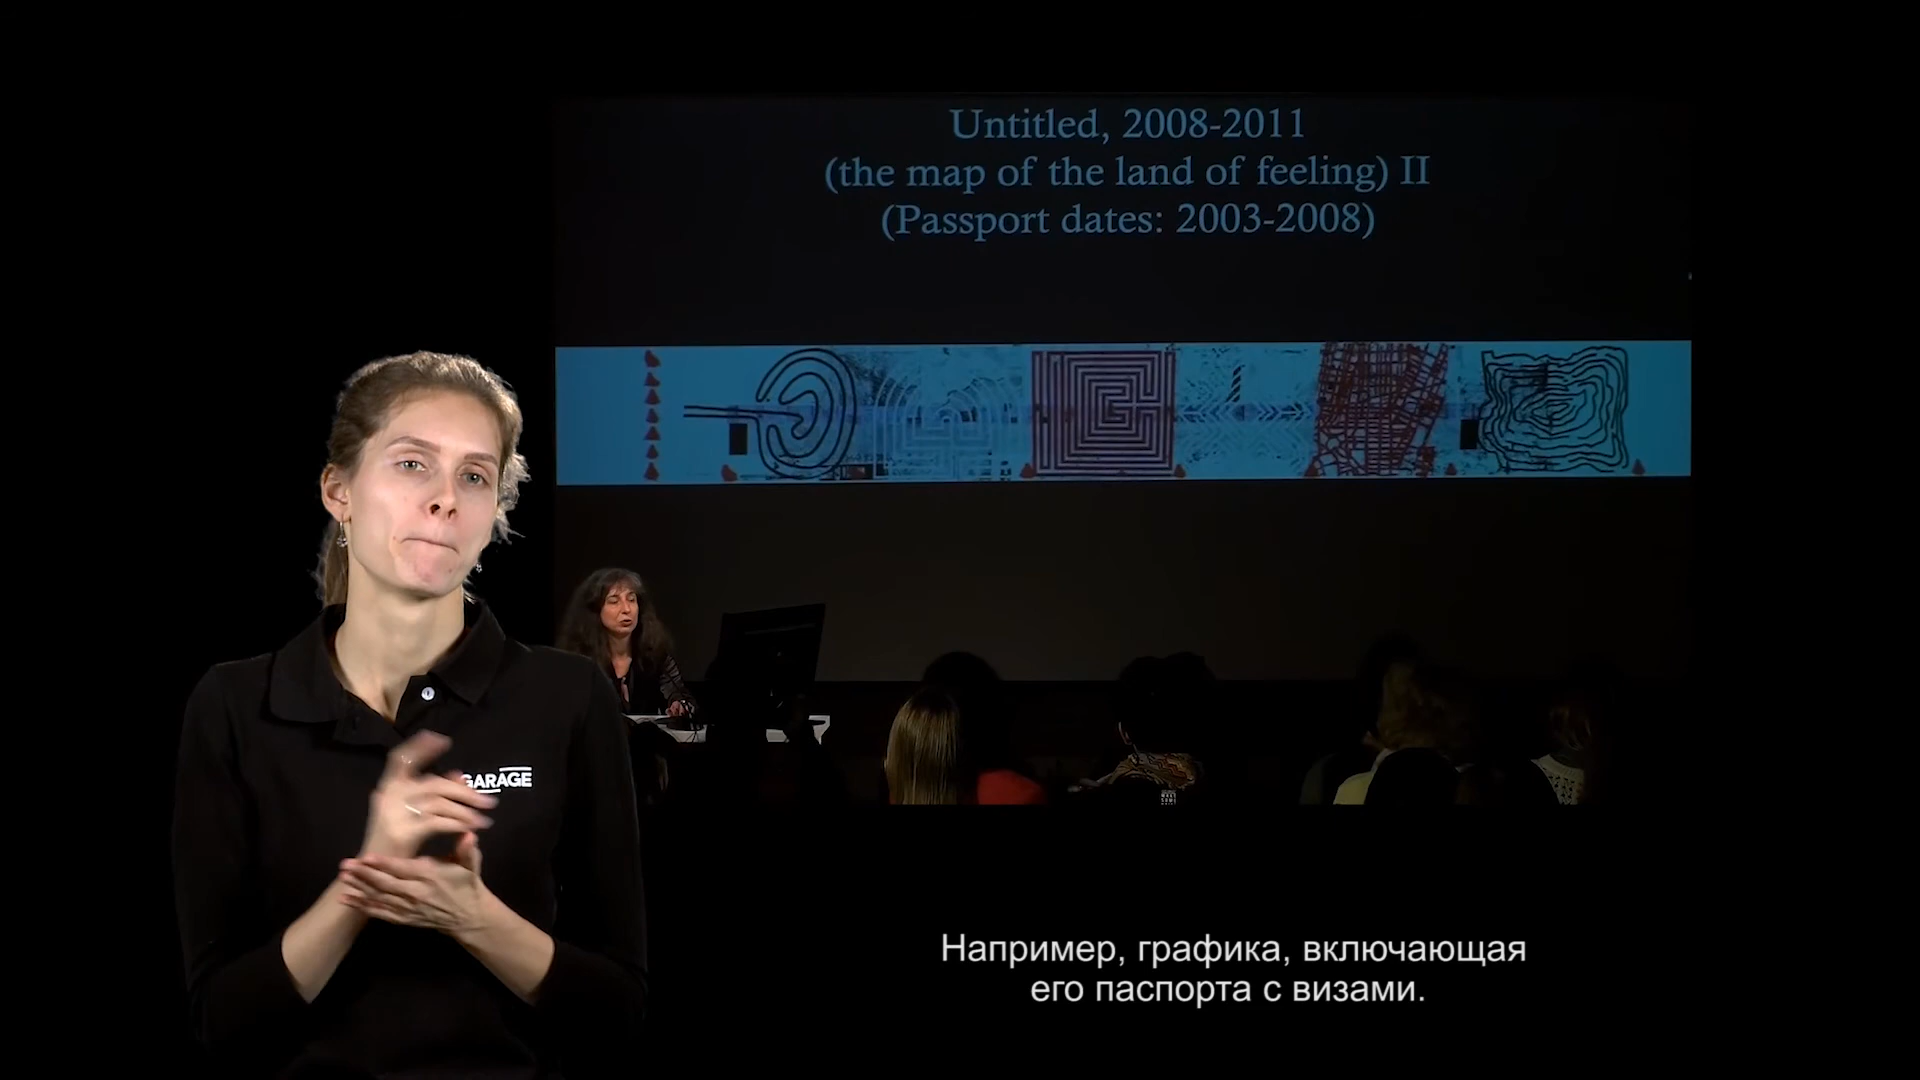 Untitled, 2008-2011
(the map of the land of feeling) II
(Passport dates: 2003-2008)
GARAGE
Например, графика, включающая
его паспорта с визами.